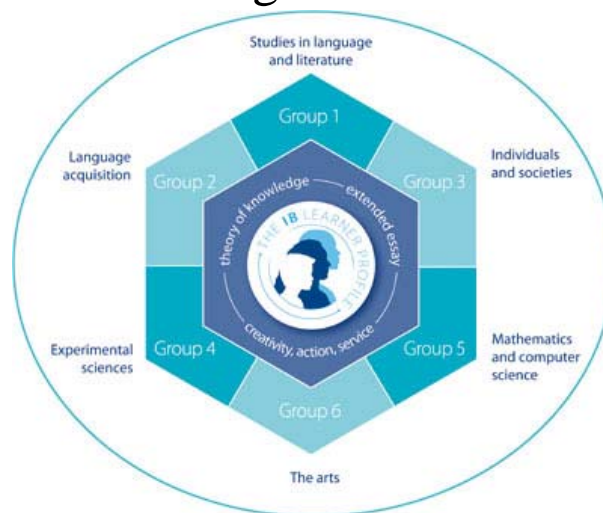 Studies in language
and literature
Group 1
Language
acquisition
Group 2
Group 3
Individuals
and societies
theory of knowledge
extended essay
THE IB LEARNER PROFILE
creativity, action, service
Experimental
sciences
Group 4
Group 5
Mathematics
and computer
science
Group 6
The arts